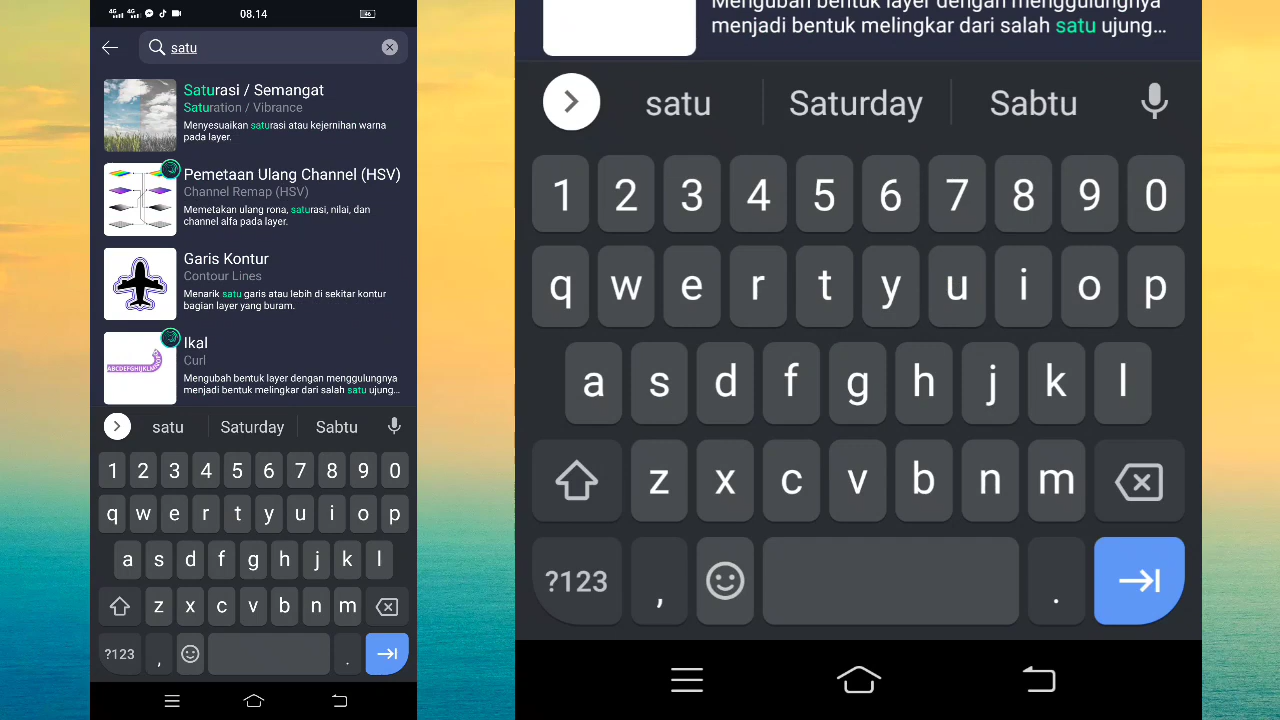 08.14
satu
Saturasi / Semangat
Saturation / Vibrance
Menyesuaikan saturasi atau kejernihan warna
pada layer.
Pemetaan Ulang Channel (HSV)
Channel Remap (HSV)
Memetakan ulang rona, saturasi, nilai, dan
channel alfa pada layer.
Garis Kontur
Contour Lines
Menarik satu garis atau lebih di sekitar kontur
bagian layer yang buram.
Ikal
Curl
Mengubah bentuk layer dengan menggulungnya
menjadi bentuk melingkar dari salah satu ujung...
satu Saturday Sabtu
1 2 3 4 5 6 7 8 9 0
q w e r t y u i o p
a s d f g h j k l
z x c v b n m
?123 , .
Mengubah bentuk layer dengan menggulungnya
menjadi bentuk melingkar dari salah satu ujung...
satu Saturday Sabtu
1 2 3 4 5 6 7 8 9 0
q w e r t y u i o p
a s d f g h j k l
z x c v b n m
?123 , .